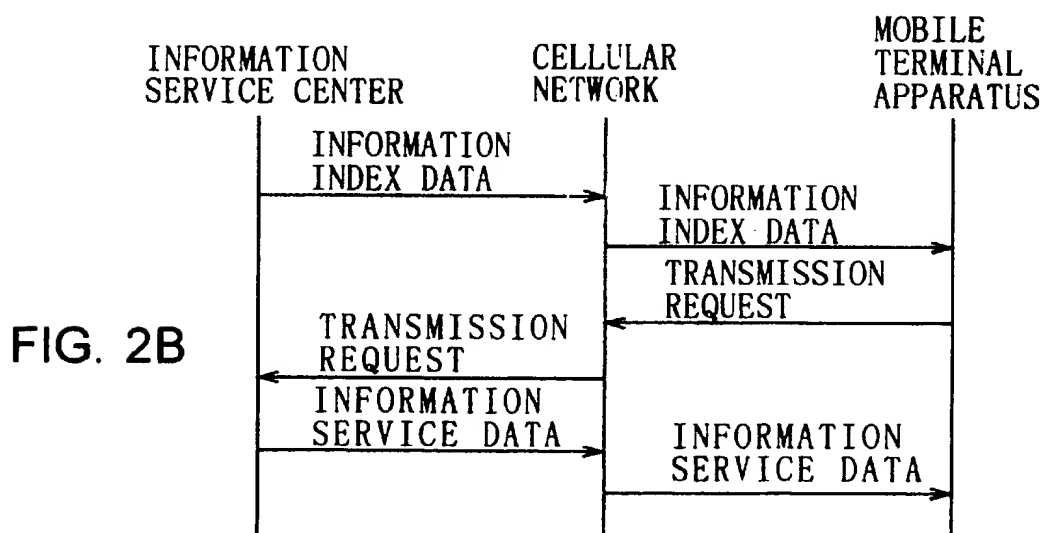 INFORMATION
SERVICE CENTER
CELLULAR
NETWORK
MOBILE
TERMINAL
APPARATUS
INFORMATION
INDEX DATA
INFORMATION
INDEX DATA
TRANSMISSION
REQUEST
TRANSMISSION
REQUEST
INFORMATION
SERVICE DATA
INFORMATION
SERVICE DATA
FIG. 2B